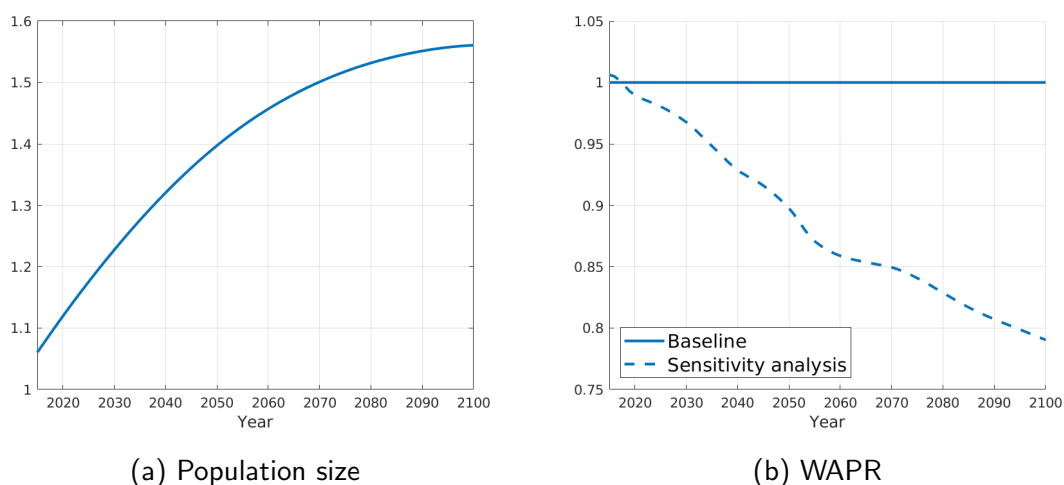 1.6
1.5
1.4
1.3
1.2
1.1
1
2020 2030 2040 2050 2060 2070 2080 2090 2100
Year
(a) Population size
1.05
1
0.95
0.9
0.85
0.8
0.75
Baseline
Sensitivity analysis
2020 2030 2040 2050 2060 2070 2080 2090 2100
Year
(b) WAPR